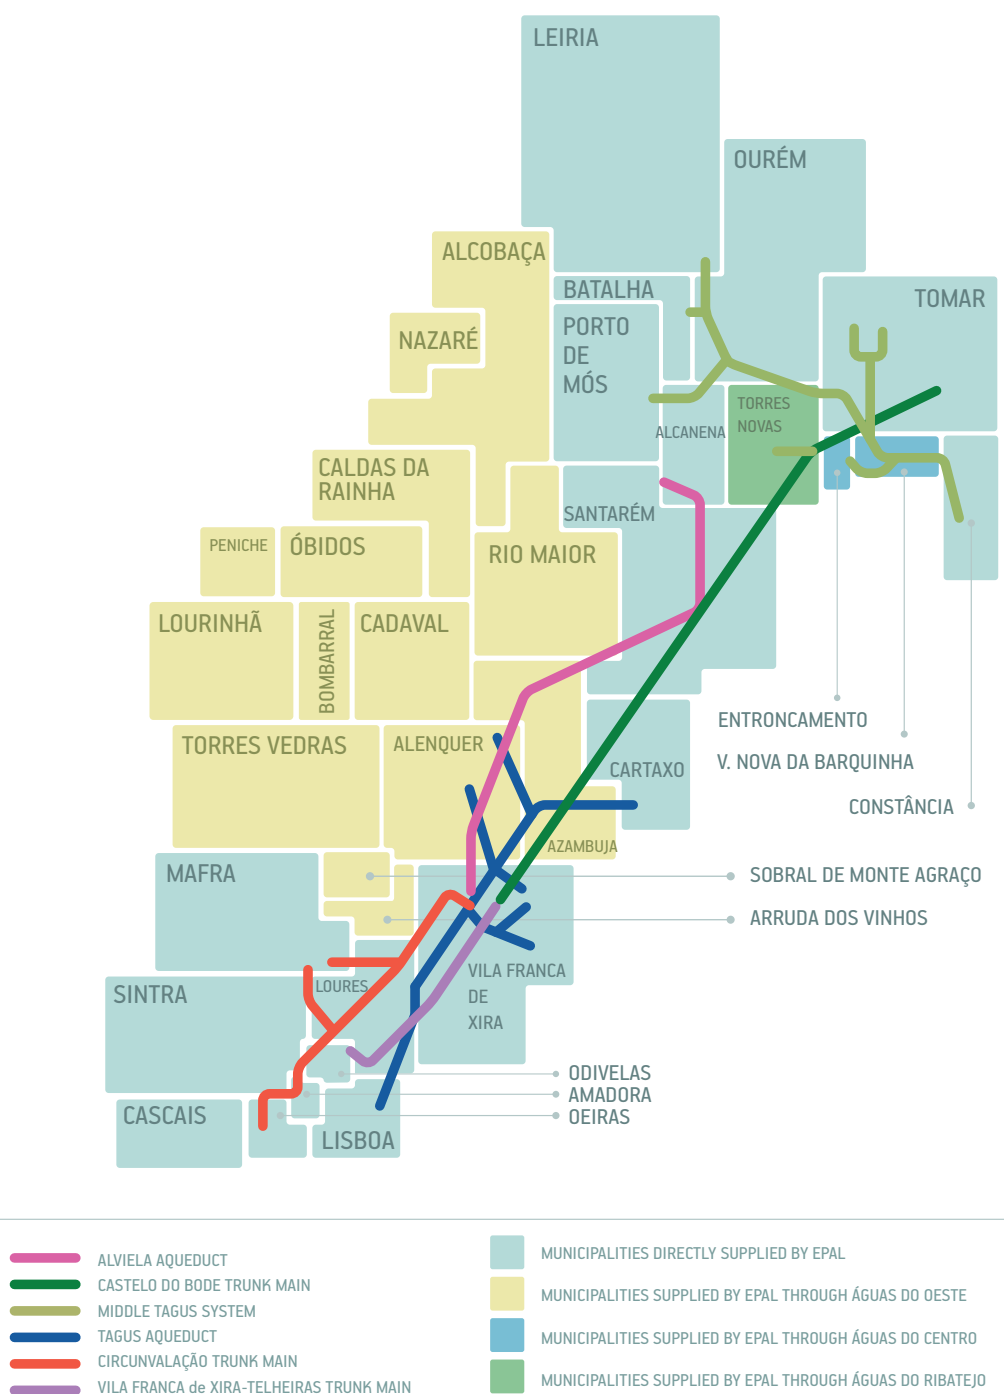 LEIRIA
OURÉM
ALCOBAÇA
BATALHA
TOMAR
PORTO
DE
MÓS
NAZARÉ
TORRES
NOVAS
ALCANENA
CALDAS DA
RAINHA
SANTARÉM
PENICHE
ÓBIDOS
RIO MAIOR
LOURINHÃ
BOMBARRAL
CADAVAL
ENTRONCAMENTO
TORRES VEDRAS
ALENQUER
V. NOVA DA BARQUINHA
CARTAXO
CONSTÂNCIA
AZAMBUJA
MAFRA
SOBRAL DE MONTE AGRAÇO
ARRUDA DOS VINHOS
VILA FRANCA
DE
XIRA
LOURES
SINTRA
ODIVELAS
AMADORA
OEIRAS
CASCAIS
LISBOA
ALVIELA AQUEDUCT
CASTELO DO BODE TRUNK MAIN
MIDDLE TAGUS SYSTEM
TAGUS AQUEDUCT
CIRCUNVALAÇÃO TRUNK MAIN
VILA FRANCA de XIRA-TELHEIRAS TRUNK MAIN
MUNICIPALITIES DIRECTLY SUPPLIED BY EPAL
MUNICIPALITIES SUPPLIED BY EPAL THROUGH ÁGUAS DO OESTE
MUNICIPALITIES SUPPLIED BY EPAL THROUGH ÁGUAS DO CENTRO
MUNICIPALITIES SUPPLIED BY EPAL THROUGH ÁGUAS DO RIBATEJO